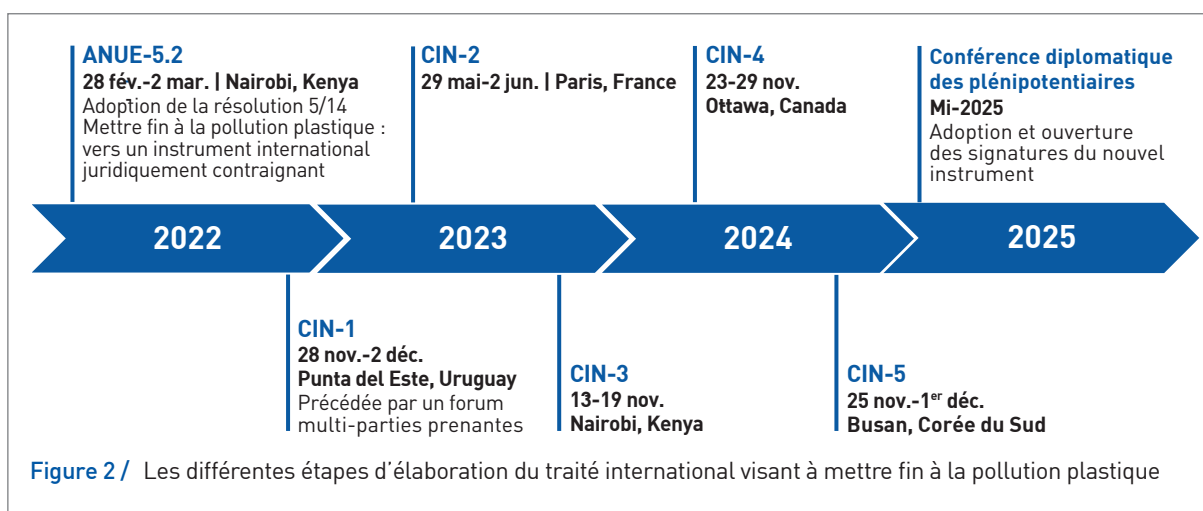 ANUE-5.2
28 fév.-2 mar. | Nairobi, Kenya
Adoption de la résolution 5/14
Mettre fin à la pollution plastique :
vers un instrument international
juridiquement contraignant
CIN-2
29 mai-2 jun. | Paris, France
CIN-4
23-29 nov.
Ottawa, Canada
Conférence diplomatique
des plénipotentiaires
Mi-2025
Adoption et ouverture
des signatures du nouvel
instrument
2022
2023
2024
2025
CIN-1
28 nov.-2 déc.
Punta del Este, Uruguay
Précédée par un forum
multi-parties prenantes
CIN-3
13-19 nov.
Nairobi, Kenya
CIN-5
25 nov.-1er déc.
Busan, Corée du Sud
Figure 2 / Les différentes étapes d’élaboration du traité international visant à mettre fin à la pollution plastique